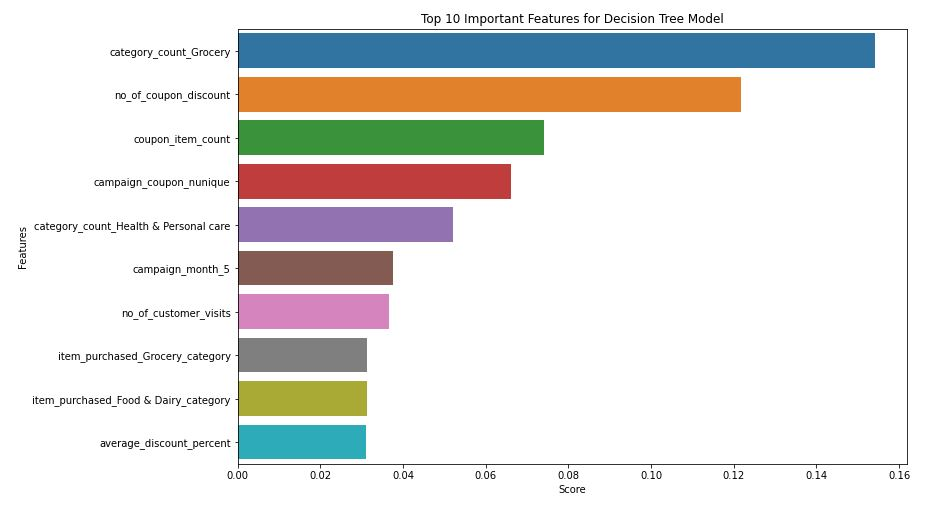 Top 10 Important Features for Decision Tree Model
category_count_Grocery
no_of_coupon_discount
coupon_item_count
campaign_coupon_nunique
category_count_Health & Personal care
campaign_month_5
no_of_customer_visits
item_purchased_Grocery_category
item_purchased_Food & Dairy_category
average_discount_percent
Features
0.00 0.02 0.04 0.06 0.08 0.10 0.12 0.14 0.16
Score